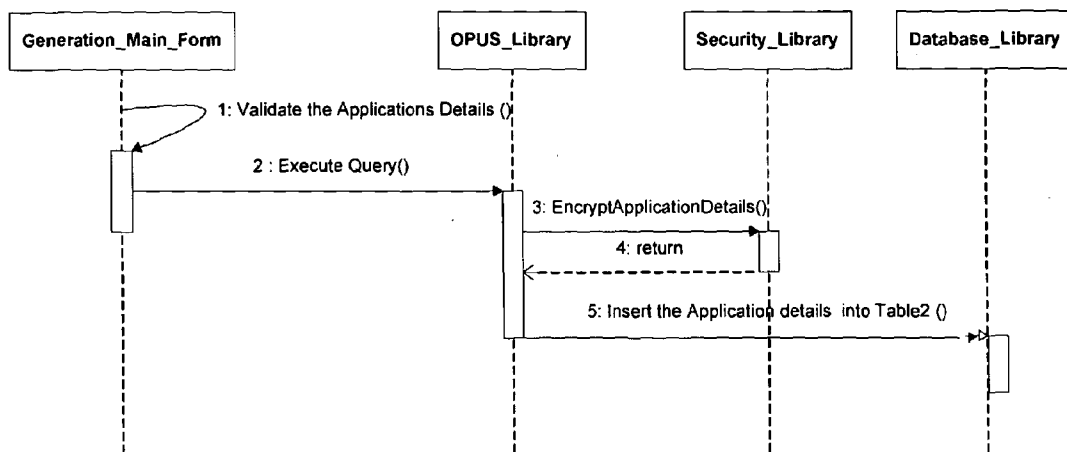 Generation_Main_Form
OPUS_Library
Security_Library
Database_Library
1: Validate the Applications Details ()
2 : Execute Query()
3: EncryptApplicationDetails()
4: return
5: Insert the Application details into Table2 ()